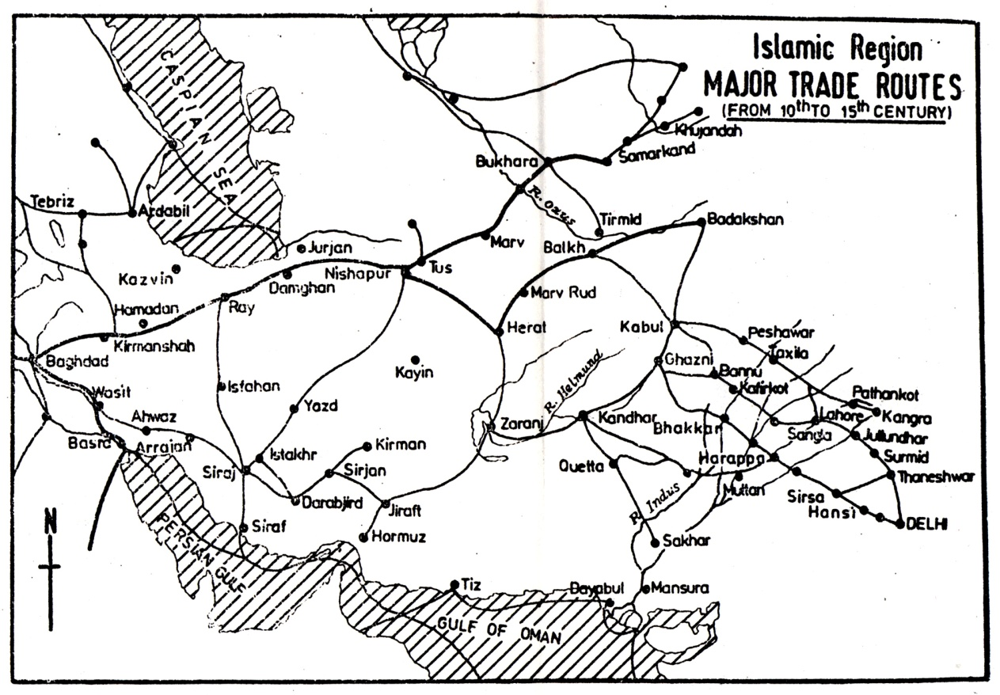 Islamic Region
MAJOR TRADE ROUTES
(FROM 10th TO 15th CENTURY)
CASPIAN SEA
Khujandah
Samarkand
Bukhara
R. oxus
Tebriz
Ardabil
Tirmid
Badakshan
Marv
Balkh
Jurjan
Tus
Nishapur
Kazvin
Damghan
Marv Rud
Ray
Hamadan
Herat
Kabul
Peshawar
Kirmanshah
Taxila
Baghdad
Ghazni
Kayin
R. Helmund
Bannu
Kafirkot
Isfahan
Wasit
Pathankot
Yazd
Ahwaz
Kandhar
Lahore
Kangra
Zaranj
Bhakkar
Sangla
Jullundhar
Basra
Arrajan
Kirman
Istakhr
Harappa
Surmid
Siraj
Sirjan
Quetta
Thaneshwar
Multan
Darabjird
Jiraft
R. Indus
Sirsa
Hansi
DELHI
N
Siraf
Hormuz
Sakhar
PERSIAN GULF
Tiz
Dayabul
Mansura
GULF OF OMAN